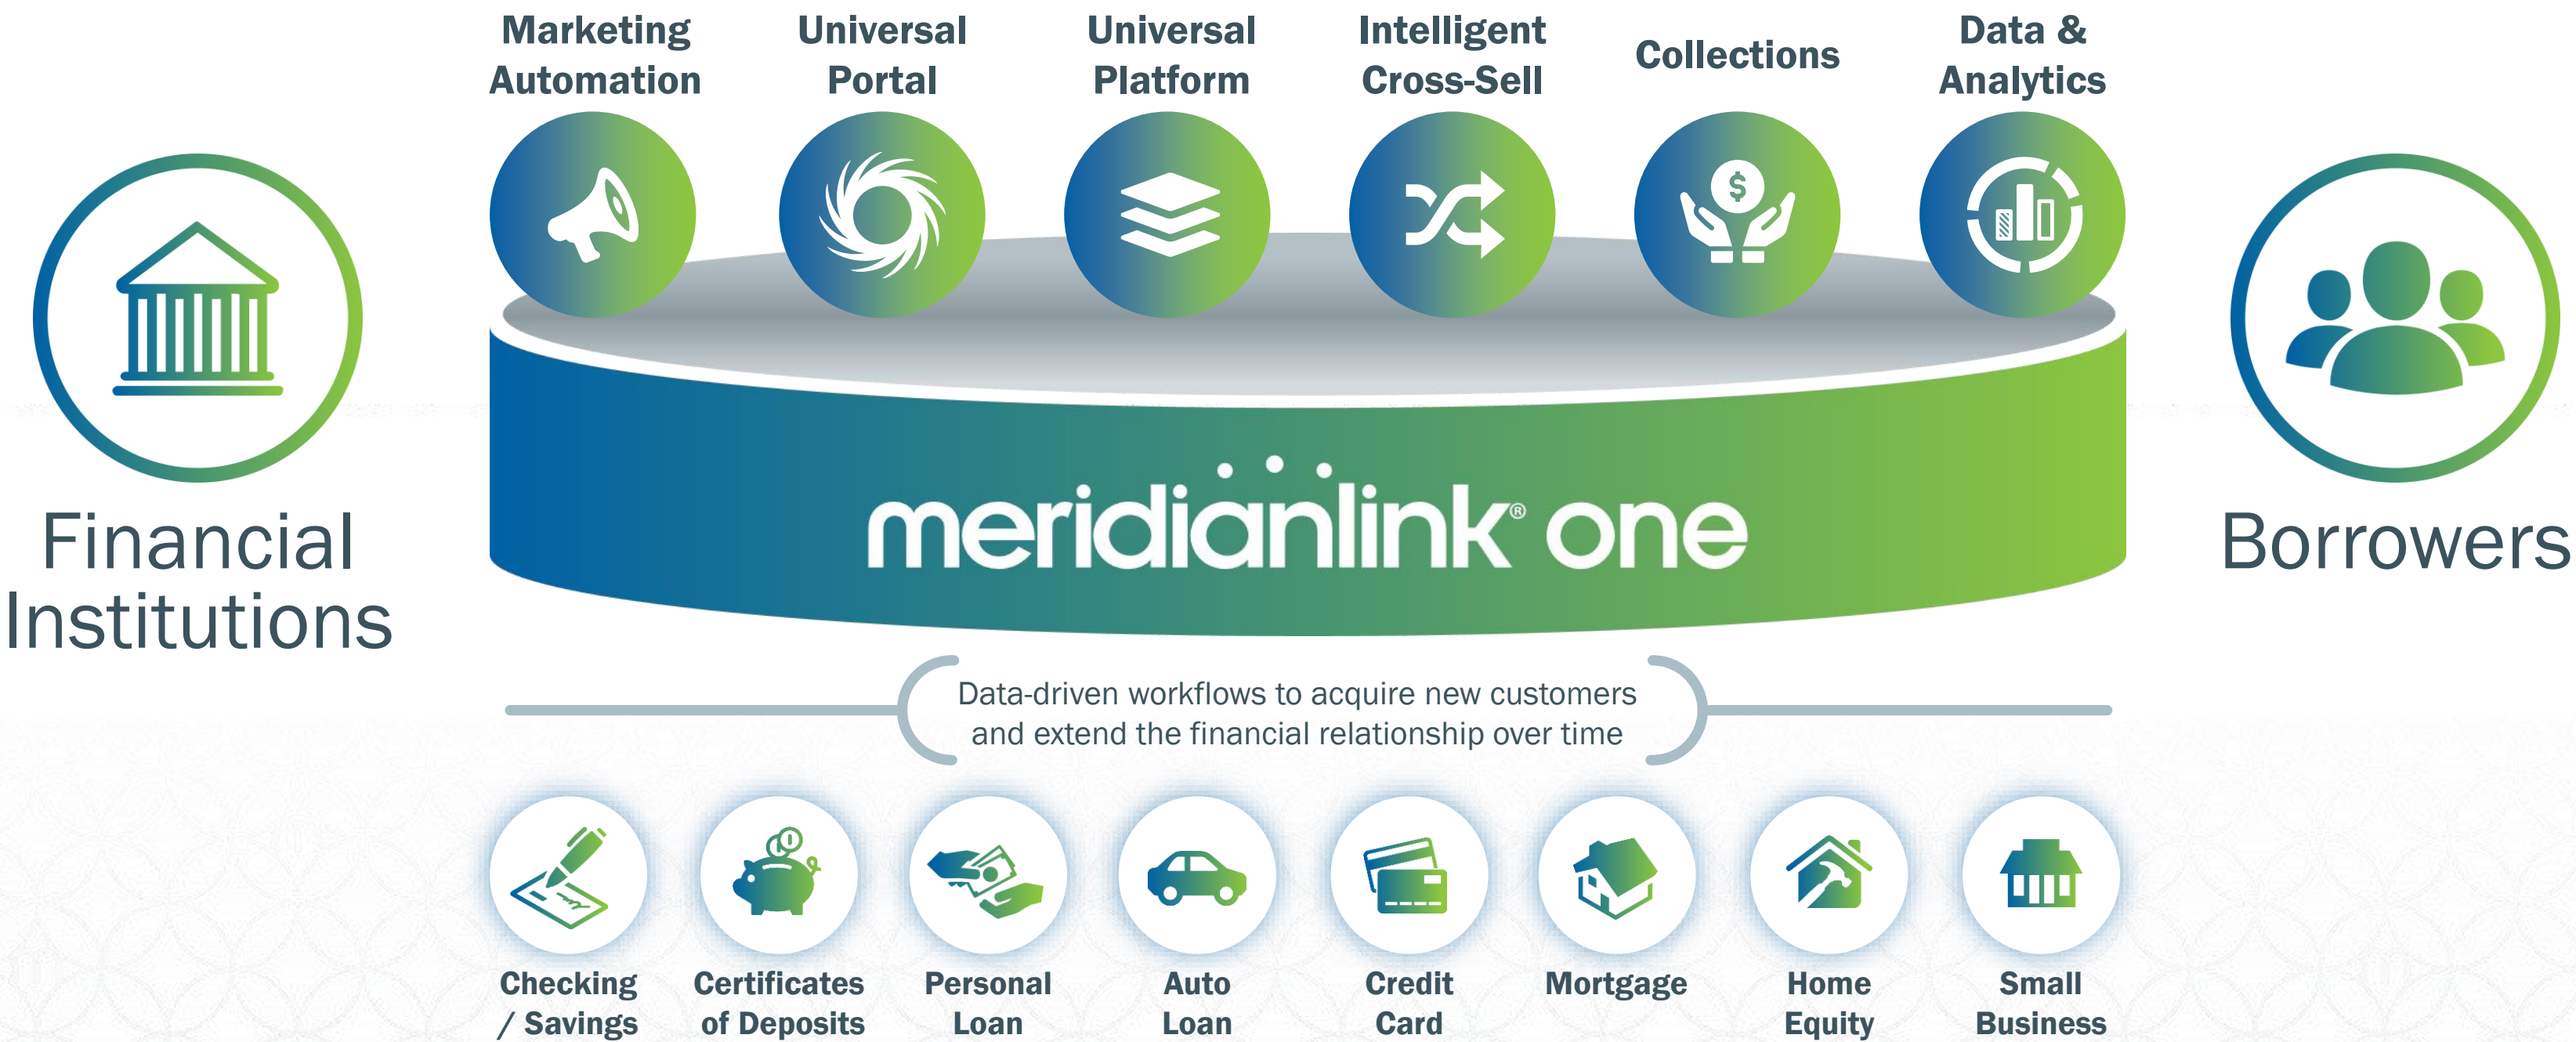 Marketing
Automation
Universal
Portal
Universal
Platform
Intelligent
Cross-Sell
Collections
Data &
Analytics
Financial
Institutions
meridianlink® one
Borrowers
Data-driven workflows to acquire new customers
and extend the financial relationship over time
Checking
/ Savings
Certificates
of Deposits
Personal
Loan
Auto
Loan
Credit
Card
Mortgage
Home
Equity
Small
Business